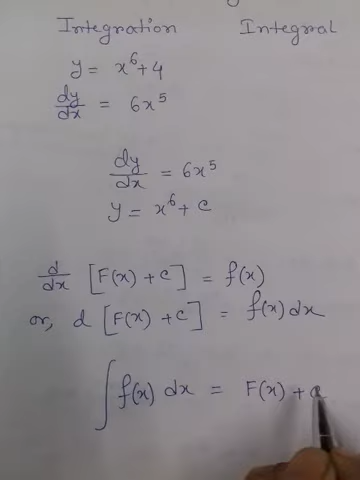 Integration Integral
y = x⁶+4
dy/dx = 6x⁵
dy/dx = 6x⁵
y = x⁶+ c
d/dx [F(x) + c] = f(x)
or, d [F(x) + c] = f(x) dx
∫ f(x) dx = F(x) + c